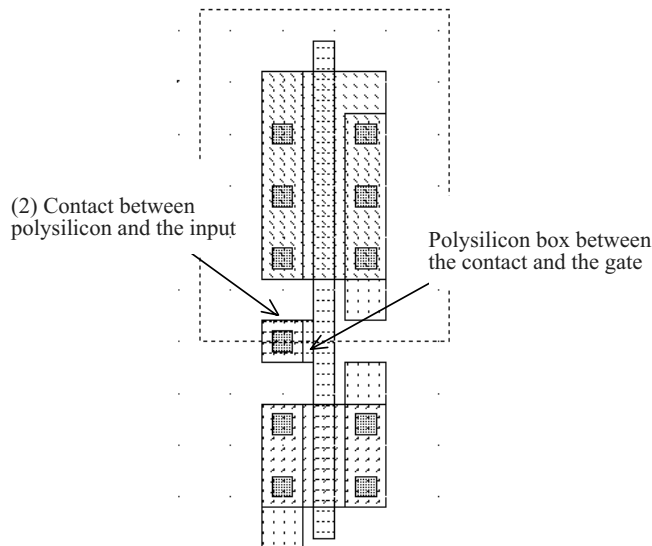 (2) Contact between
polysilicon and the input
Polysilicon box between
the contact and the gate